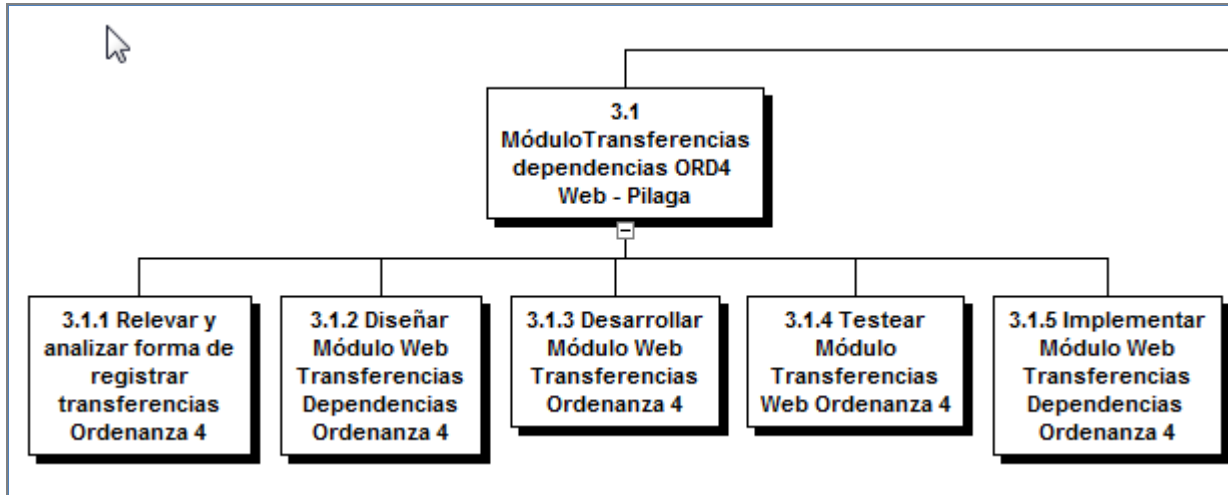 3.1
MóduloTransferencias
dependencias ORD4
Web - Pilaga
3.1.1 Relevar y
analizar forma de
registrar
transferencias
Ordenanza 4
3.1.2 Diseñar
Módulo Web
Transferencias
Dependencias
Ordenanza 4
3.1.3 Desarrollar
Módulo Web
Transferencias
Ordenanza 4
3.1.4 Testear
Módulo
Transferencias
Web Ordenanza 4
3.1.5 Implementar
Módulo Web
Transferencias
Dependencias
Ordenanza 4